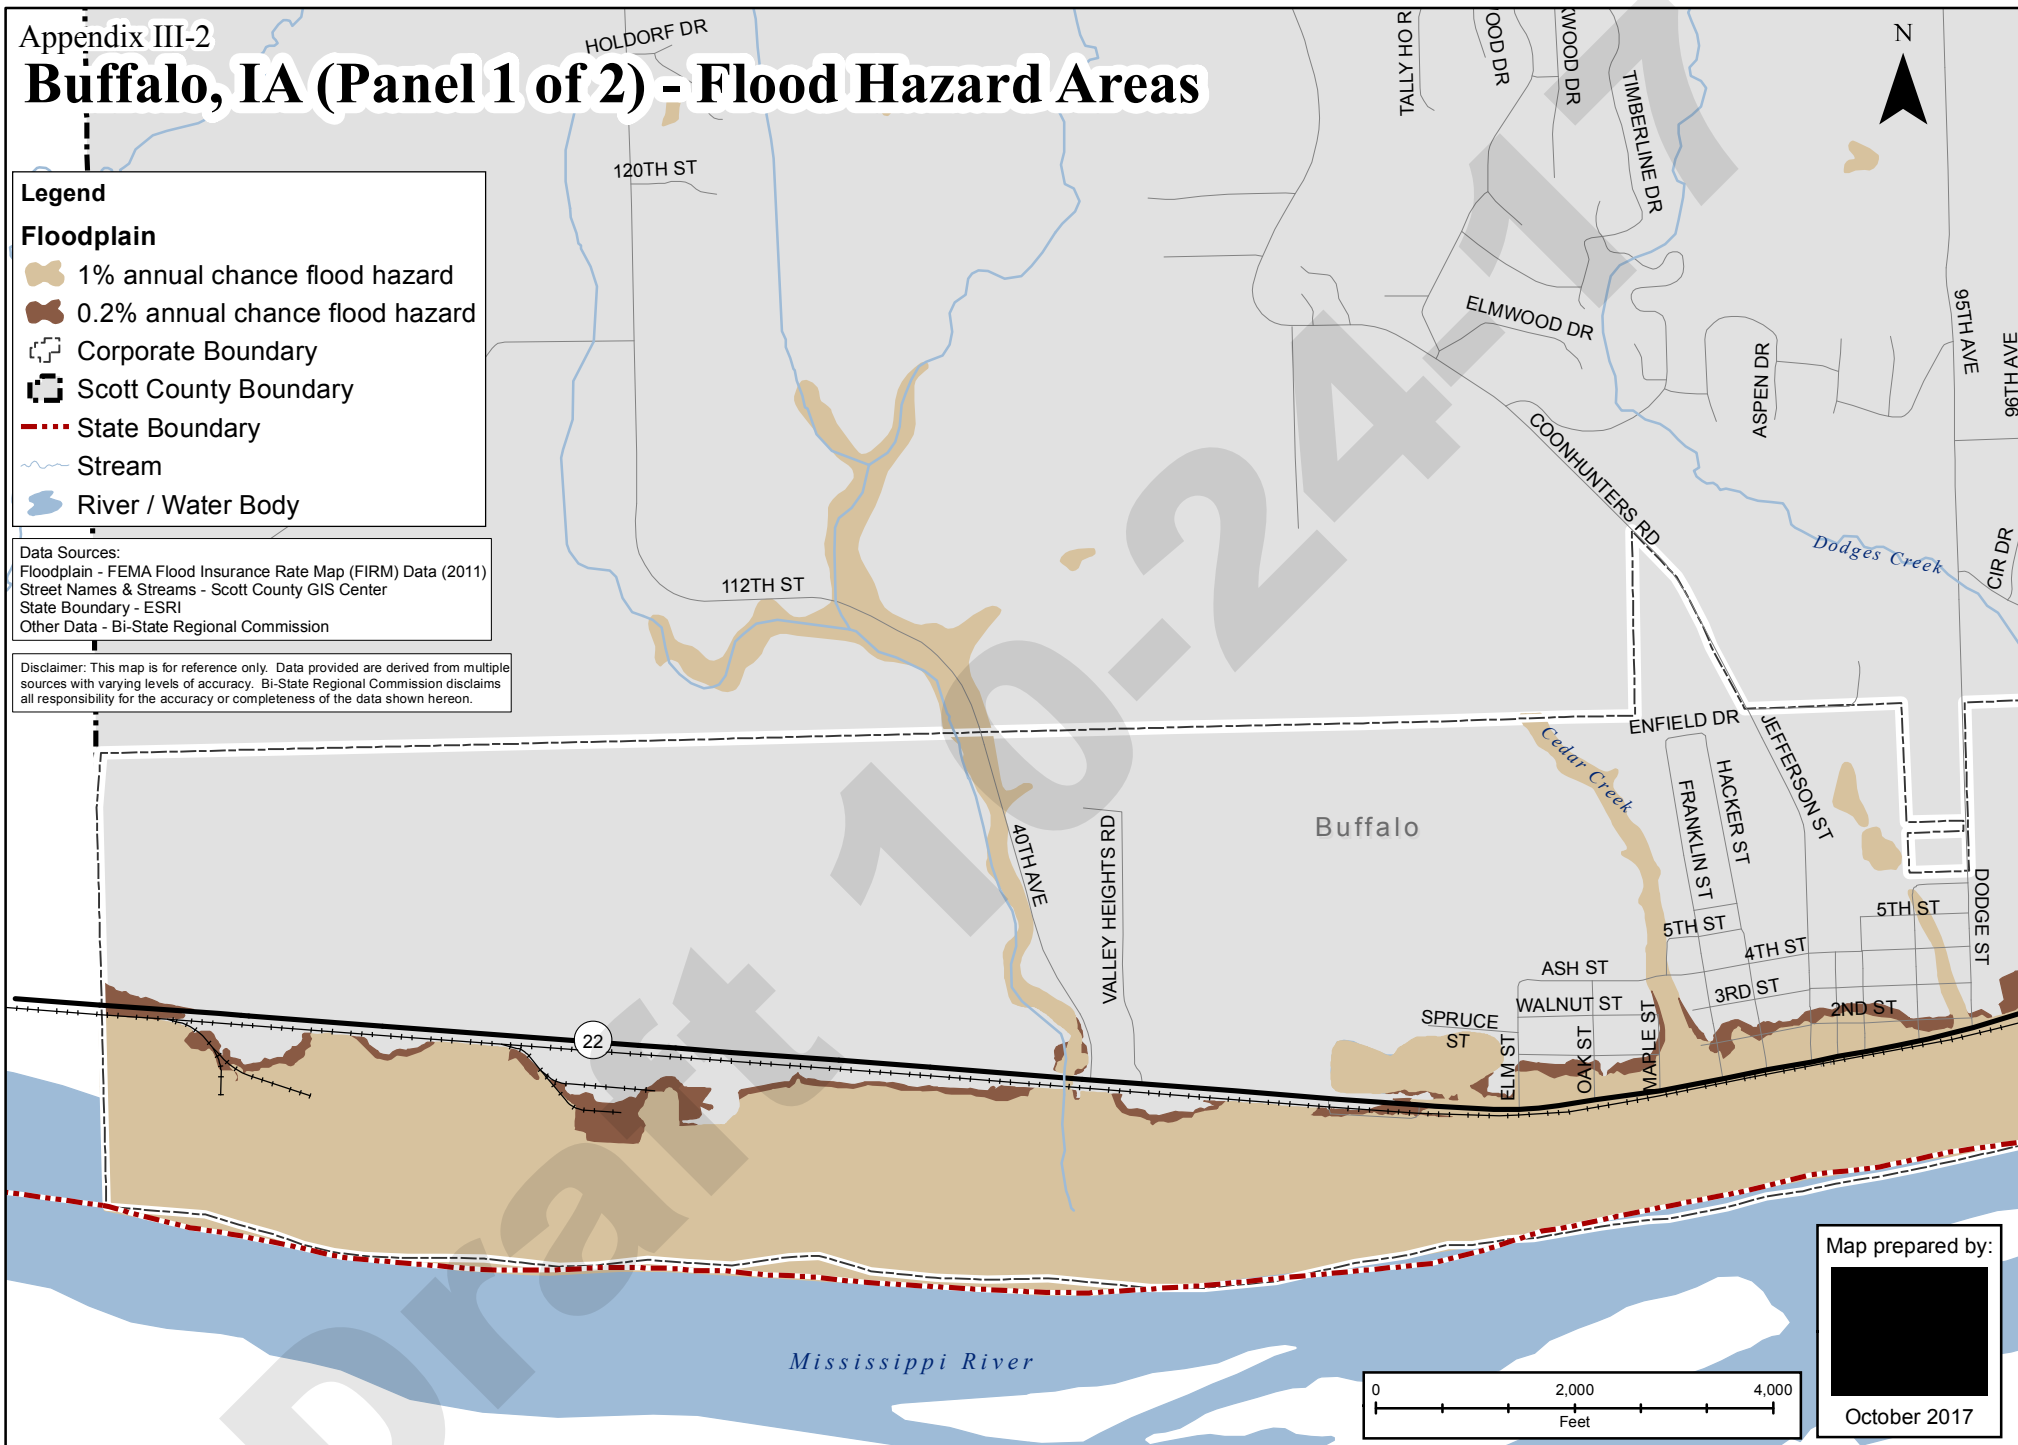 Appendix III-2
Buffalo, IA (Panel 1 of 2) - Flood Hazard Areas
N
Legend
Floodplain
1% annual chance flood hazard
0.2% annual chance flood hazard
Corporate Boundary
Scott County Boundary
State Boundary
Stream
River / Water Body
Data Sources:
Floodplain - FEMA Flood Insurance Rate Map (FIRM) Data (2011)
Street Names & Streams - Scott County GIS Center
State Boundary - ESRI
Other Data - Bi-State Regional Commission
Disclaimer: This map is for reference only. Data provided are derived from multiple
sources with varying levels of accuracy. Bi-State Regional Commission disclaims
all responsibility for the accuracy or completeness of the data shown hereon.
HOLDORF DR
120TH ST
112TH ST
TALLY HO R
OOD DR
WOOD DR
TIMBERLINE DR
ELMWOOD DR
ASPEN DR
95TH AVE
96TH AVE
COONHUNTERS RD
Dodges Creek
CIR DR
ENFIELD DR
Cedar Creek
JEFFERSON ST
HACKER ST
FRANKLIN ST
Buffalo
40TH AVE
VALLEY HEIGHTS RD
5TH ST
5TH ST
DODGE ST
4TH ST
ASH ST
3RD ST
WALNUT ST
2ND ST
SPRUCE
ST
ELM ST
OAK ST
MAPLE ST
22
Mississippi River
Draft 10-24-17
0
2,000
4,000
Feet
Map prepared by:
October 2017